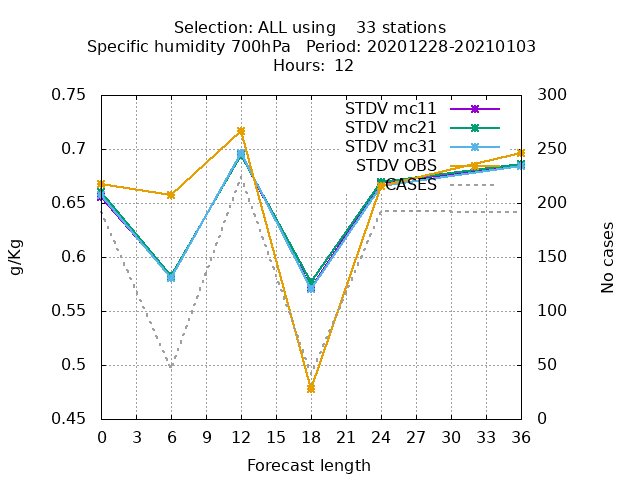 Selection: ALL using    33 stations
Specific humidity 700hPa   Period: 20201228-20210103
Hours:  12
STDV mc11
STDV mc21
STDV mc31
STDV OBS
CASES
0.75
0.7
0.65
0.6
0.55
0.5
0.45
g/Kg
300
250
200
150
100
50
0
No cases
0 3 6 9 12 15 18 21 24 27 30 33 36
Forecast length